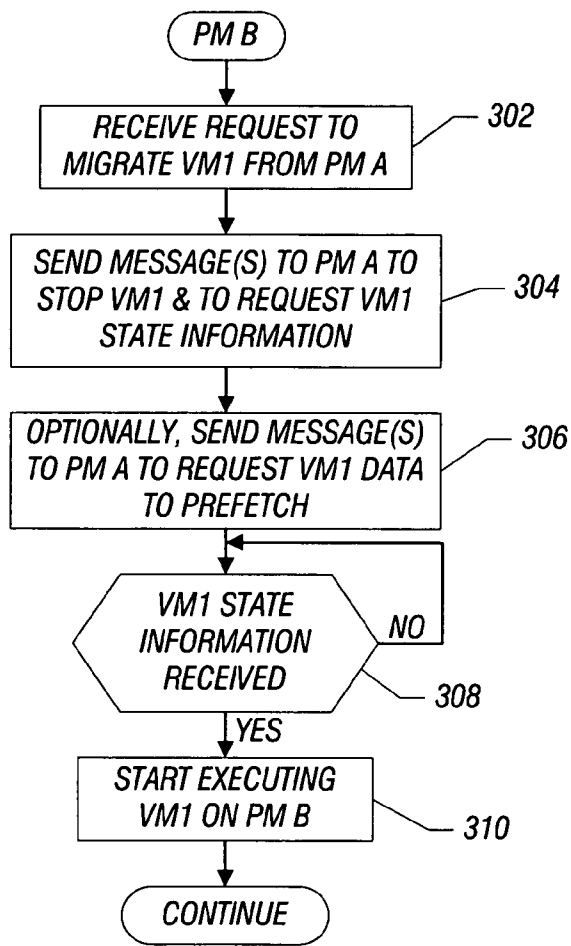 PM B
RECEIVE REQUEST TO
MIGRATE VM1 FROM PM A
302
SEND MESSAGE(S) TO PM A TO
STOP VM1 & TO REQUEST VM1
STATE INFORMATION
304
OPTIONALLY, SEND MESSAGE(S)
TO PM A TO REQUEST VM1 DATA
TO PREFETCH
306
VM1 STATE
INFORMATION
RECEIVED
NO
308
YES
START EXECUTING
VM1 ON PM B
310
CONTINUE